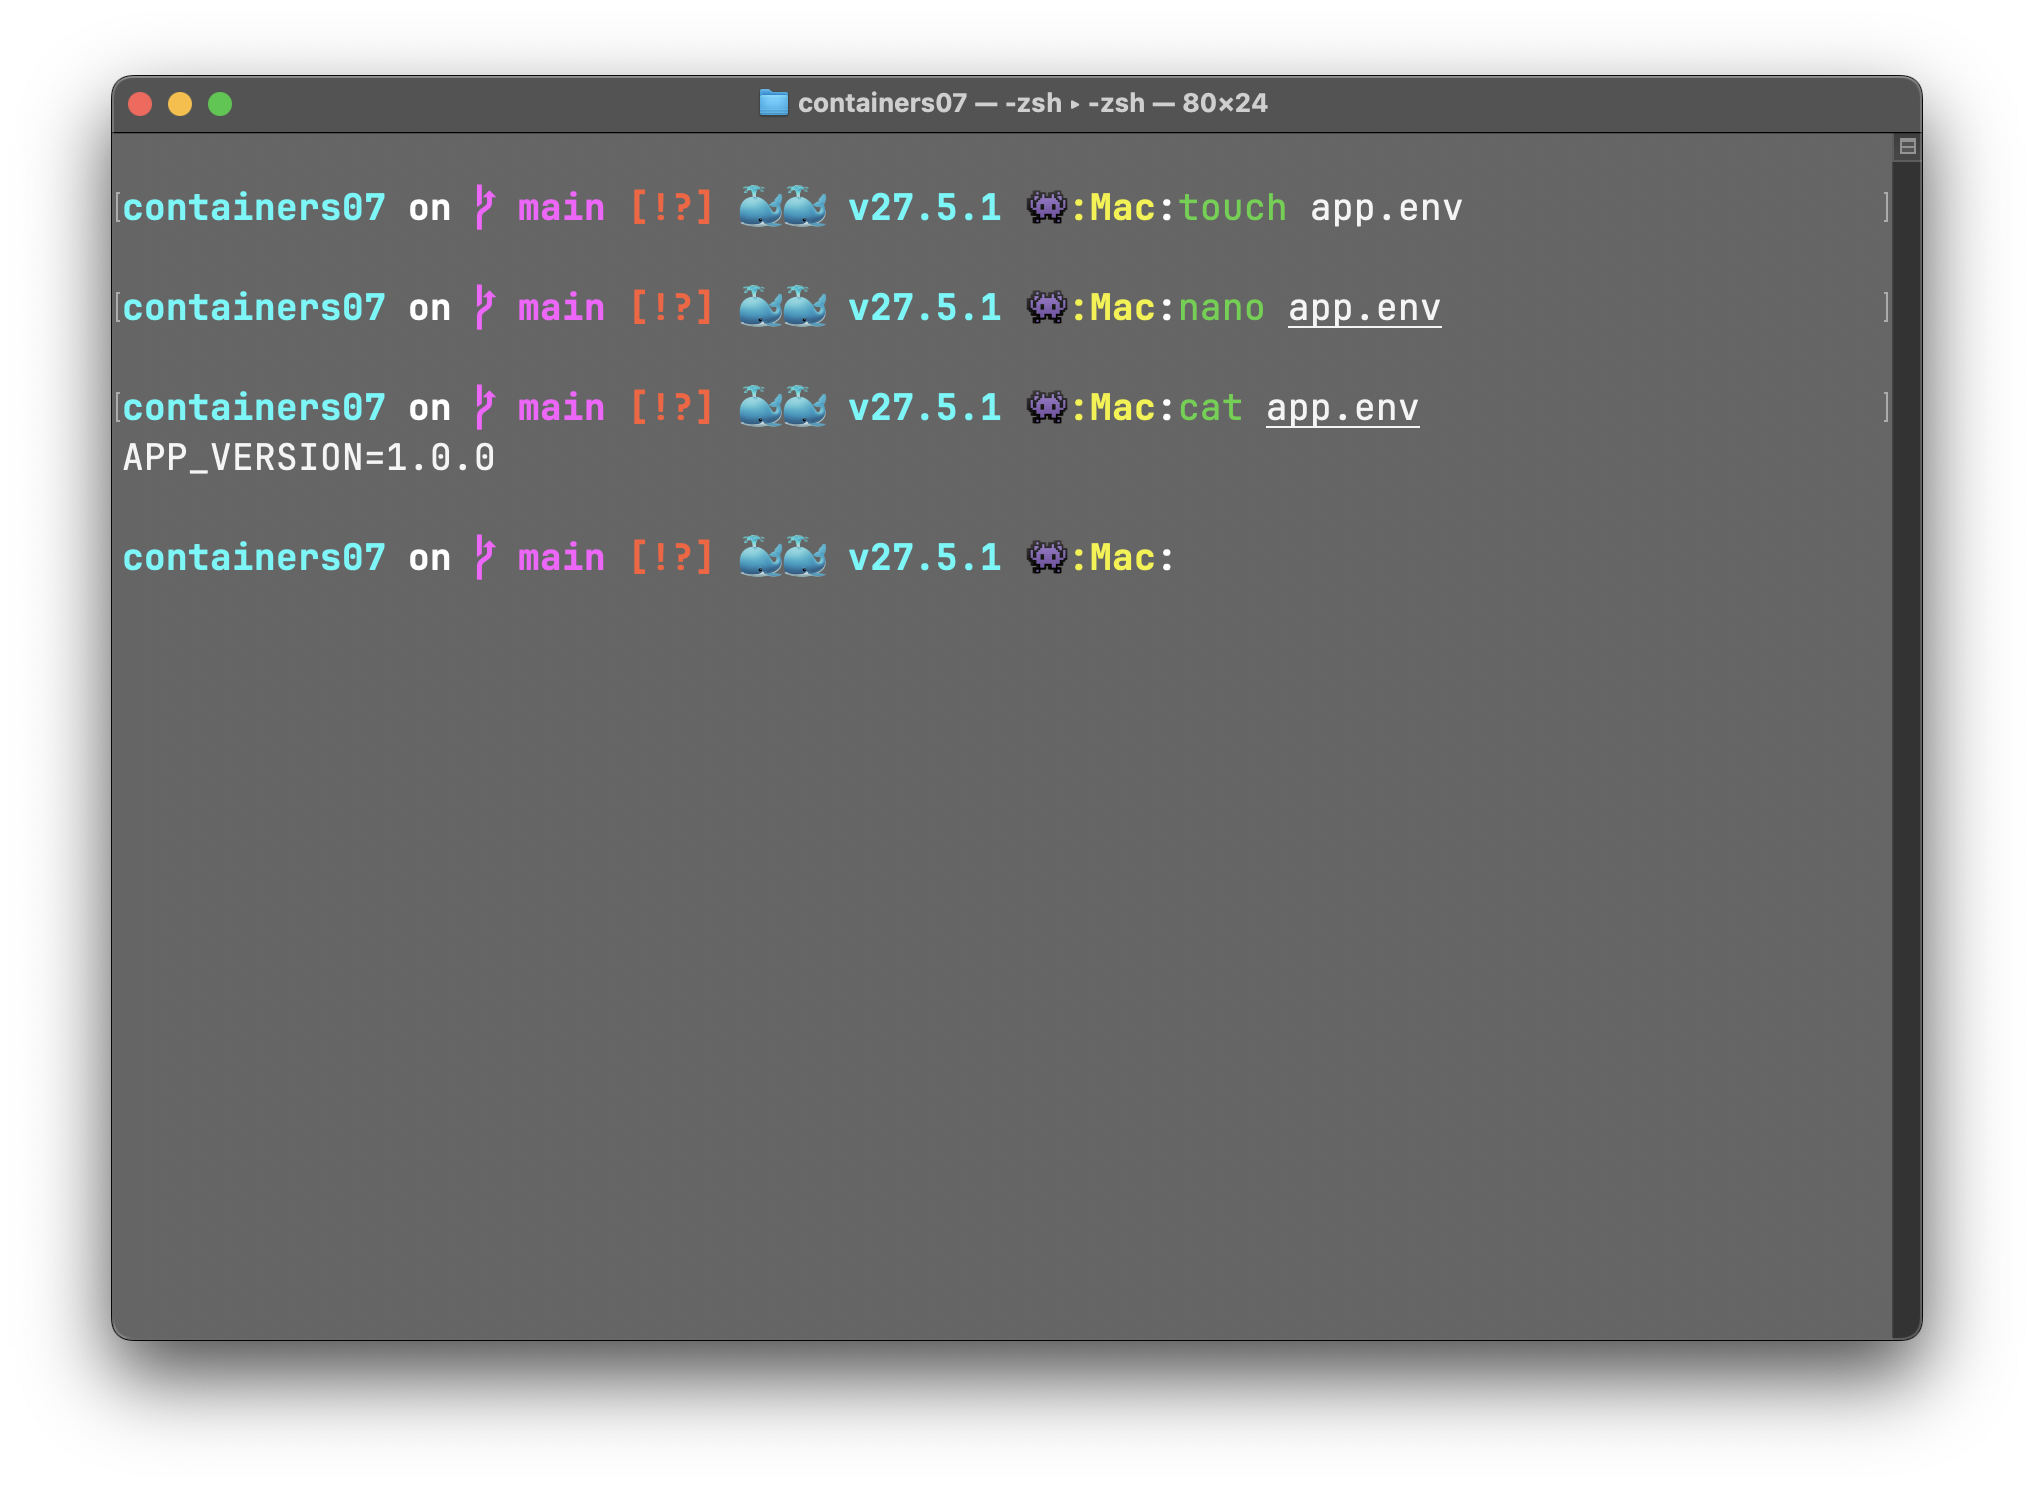 containers07 — -zsh ▸ -zsh — 80×24
containers07 on main [!?] 🐳🐳 v27.5.1 👾:Mac:touch app.env
containers07 on main [!?] 🐳🐳 v27.5.1 👾:Mac:nano app.env
containers07 on main [!?] 🐳🐳 v27.5.1 👾:Mac:cat app.env
APP_VERSION=1.0.0
containers07 on main [!?] 🐳🐳 v27.5.1 👾:Mac: